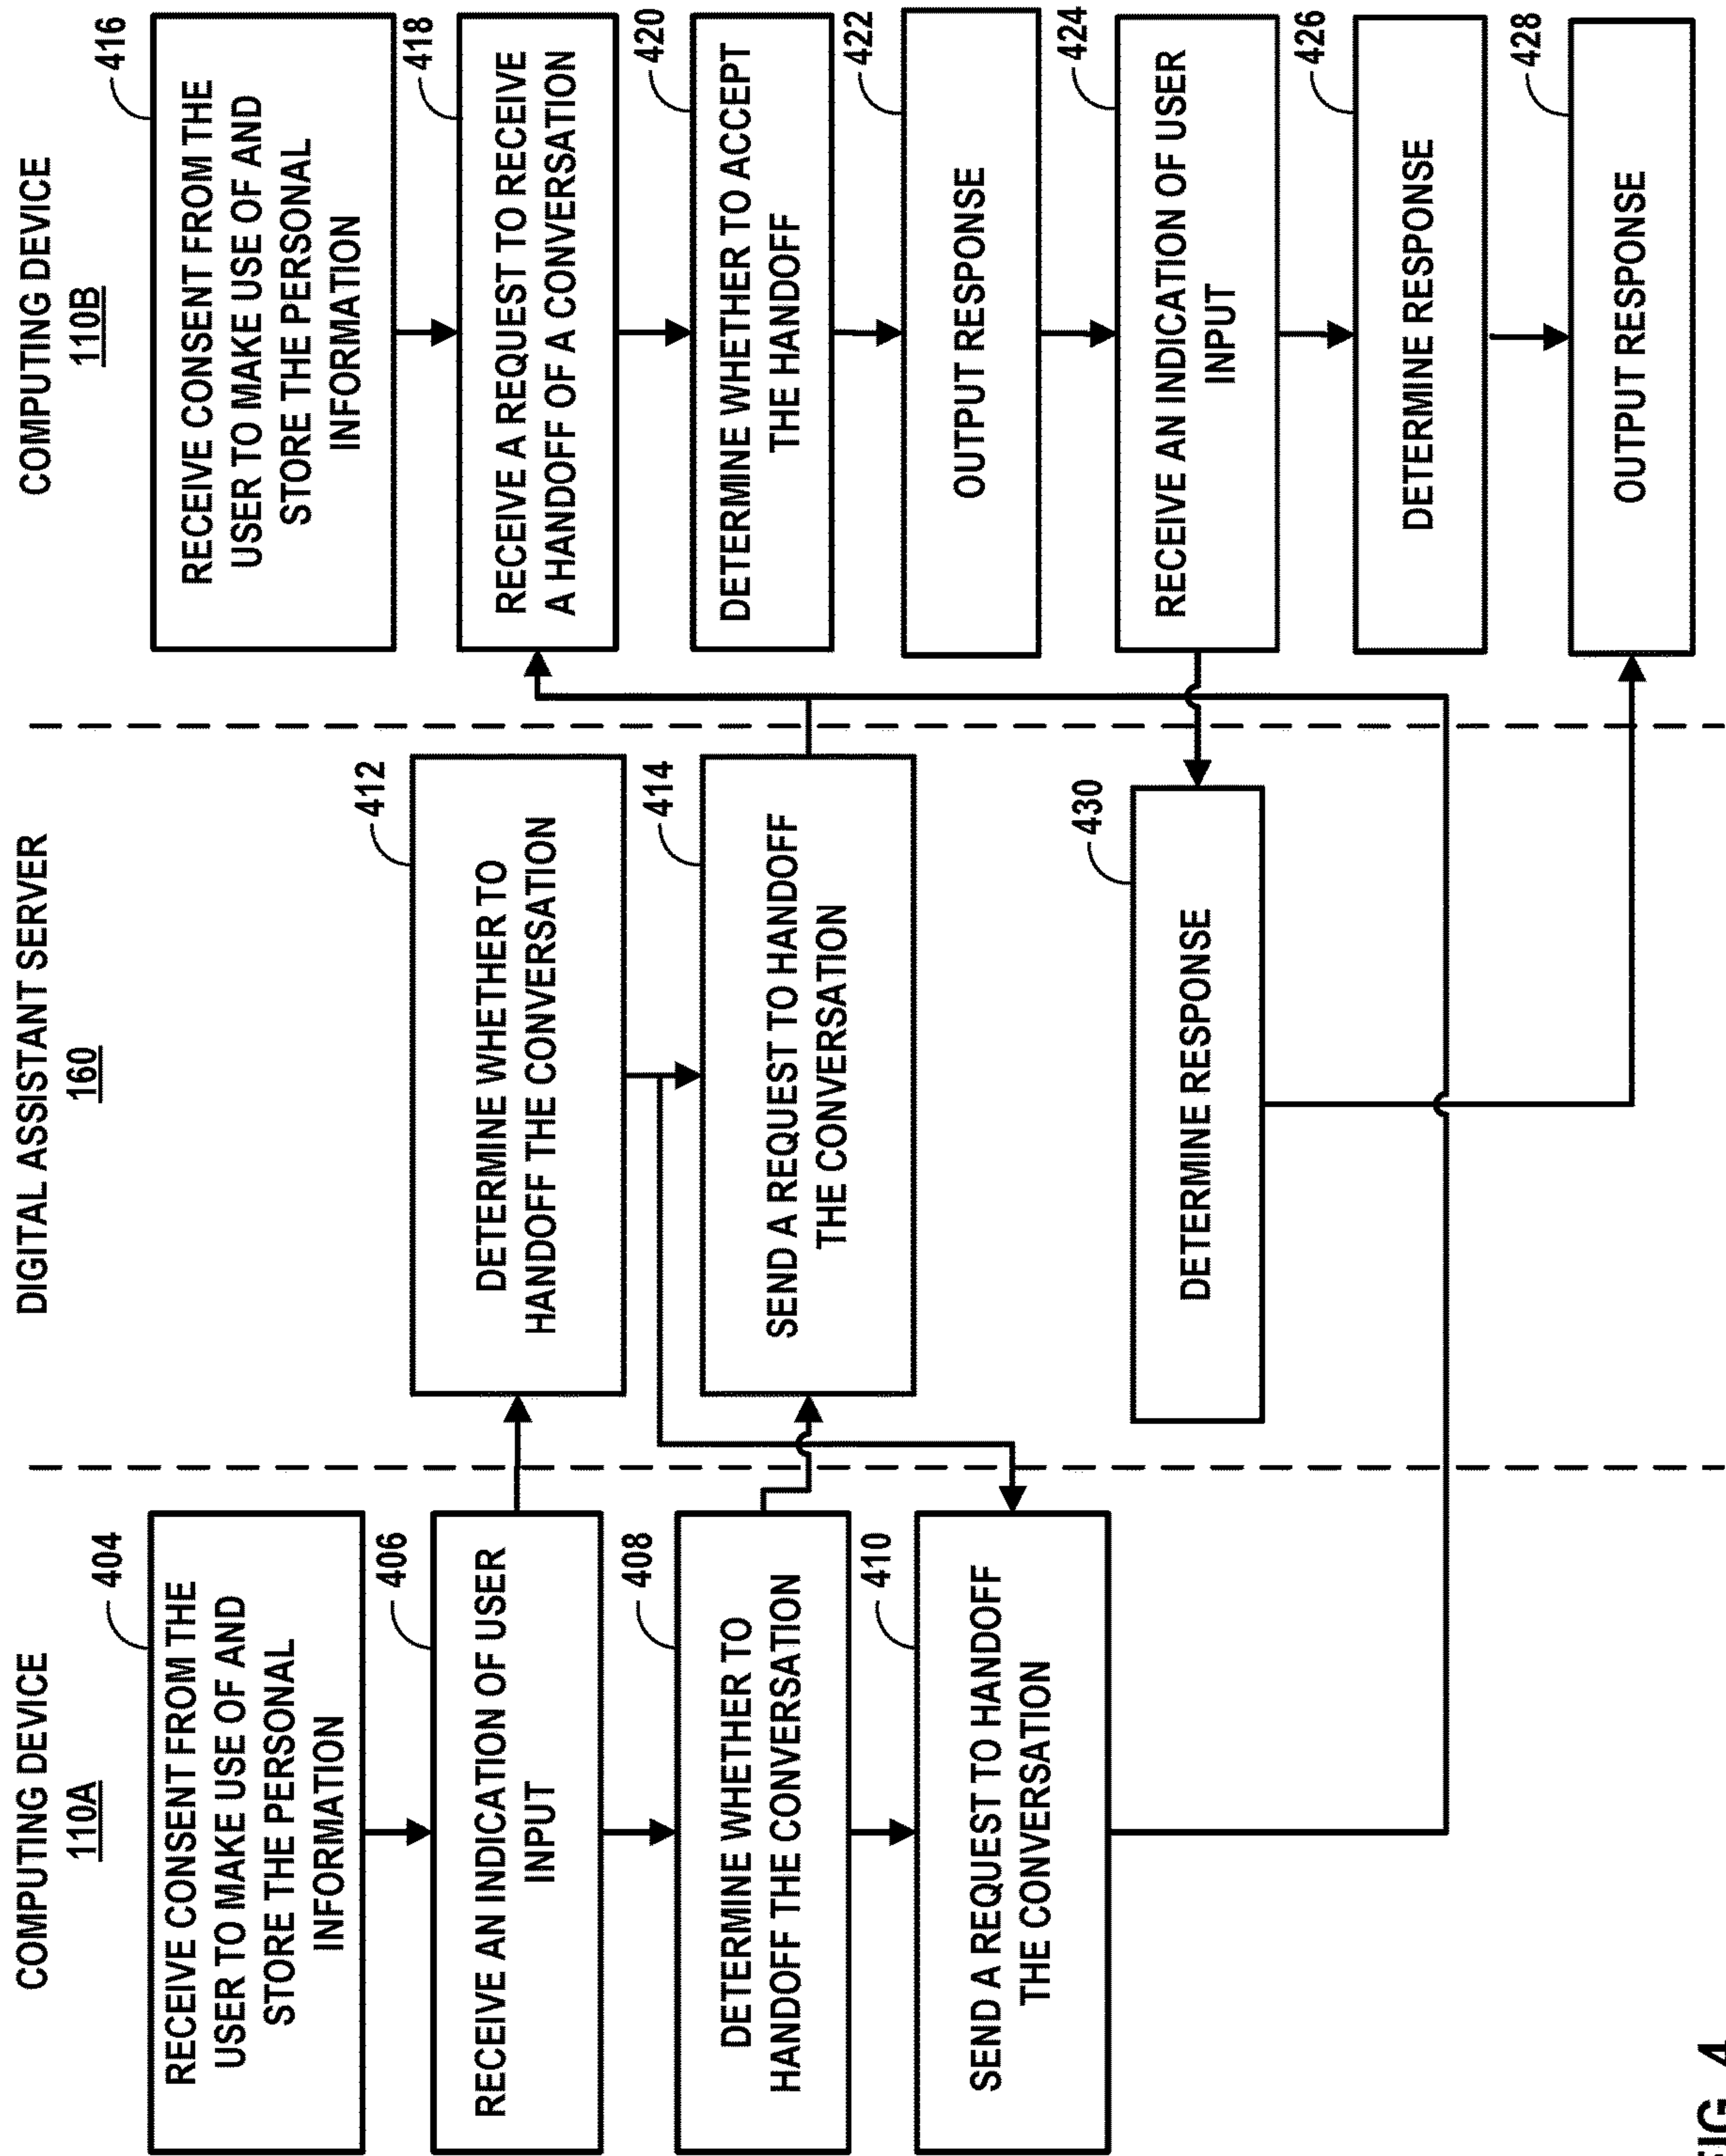 COMPUTING DEVICE
110A
404
RECEIVE CONSENT FROM THE
USER TO MAKE USE OF AND
STORE THE PERSONAL
INFORMATION
406
RECEIVE AN INDICATION OF USER
INPUT
408
DETERMINE WHETHER TO
HANDOFF THE CONVERSATION
410
SEND A REQUEST TO HANDOFF
THE CONVERSATION
DIGITAL ASSISTANT SERVER
160
412
DETERMINE WHETHER TO
HANDOFF THE CONVERSATION
414
SEND A REQUEST TO HANDOFF
THE CONVERSATION
430
DETERMINE RESPONSE
COMPUTING DEVICE
110B
416
RECEIVE CONSENT FROM THE
USER TO MAKE USE OF AND
STORE THE PERSONAL
INFORMATION
418
RECEIVE A REQUEST TO RECEIVE
A HANDOFF OF A CONVERSATION
420
DETERMINE WHETHER TO ACCEPT
THE HANDOFF
422
OUTPUT RESPONSE
424
RECEIVE AN INDICATION OF USER
INPUT
426
DETERMINE RESPONSE
428
OUTPUT RESPONSE
FIG. 4